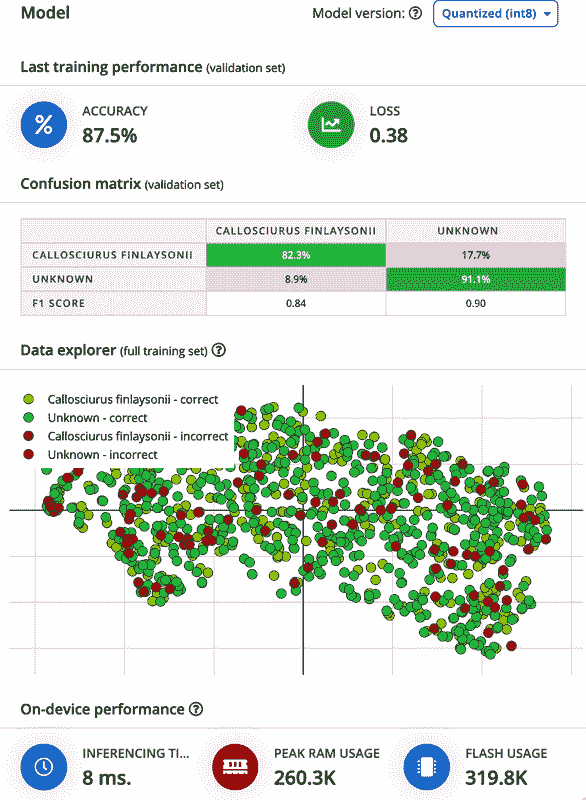 Model
Model version: ? Quantized (int8)
Last training performance (validation set)
% ACCURACY
87.5%
LOSS
0.38
Confusion matrix (validation set)
CALLOSCIURUS FINLAYSONII UNKNOWN
CALLOSCIURUS FINLAYSONII 82.3% 17.7%
UNKNOWN 8.9% 91.1%
F1 SCORE 0.84 0.90
Data explorer (full training set) ?
Callosciurus finlaysonii - correct
Unknown - correct
Callosciurus finlaysonii - incorrect
Unknown - incorrect
On-device performance ?
INFERENCING TI... PEAK RAM USAGE FLASH USAGE
8 ms. 260.3K 319.8K